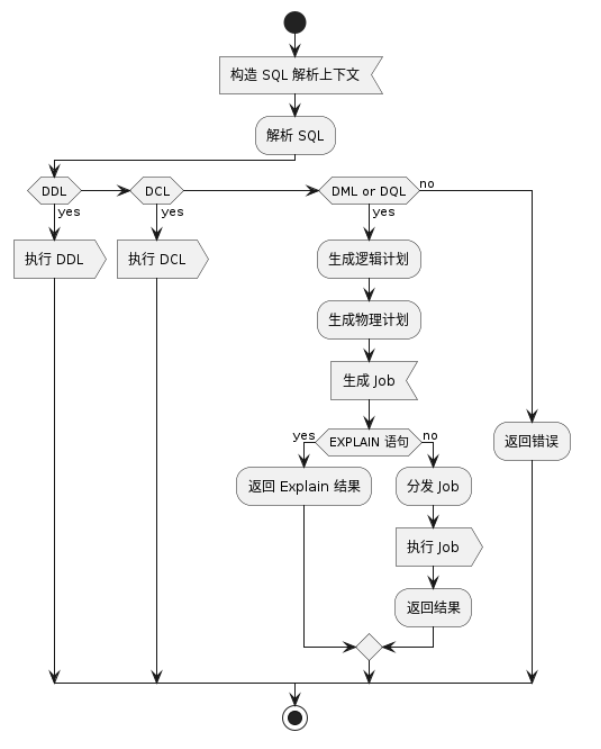 构造 SQL 解析上下文
解析 SQL
DDL
DCL
DML or DQL
no
yes
yes
yes
执行 DDL
执行 DCL
生成逻辑计划
生成物理计划
生成 Job
yes
EXPLAIN 语句
no
返回错误
返回 Explain 结果
分发 Job
执行 Job
返回结果